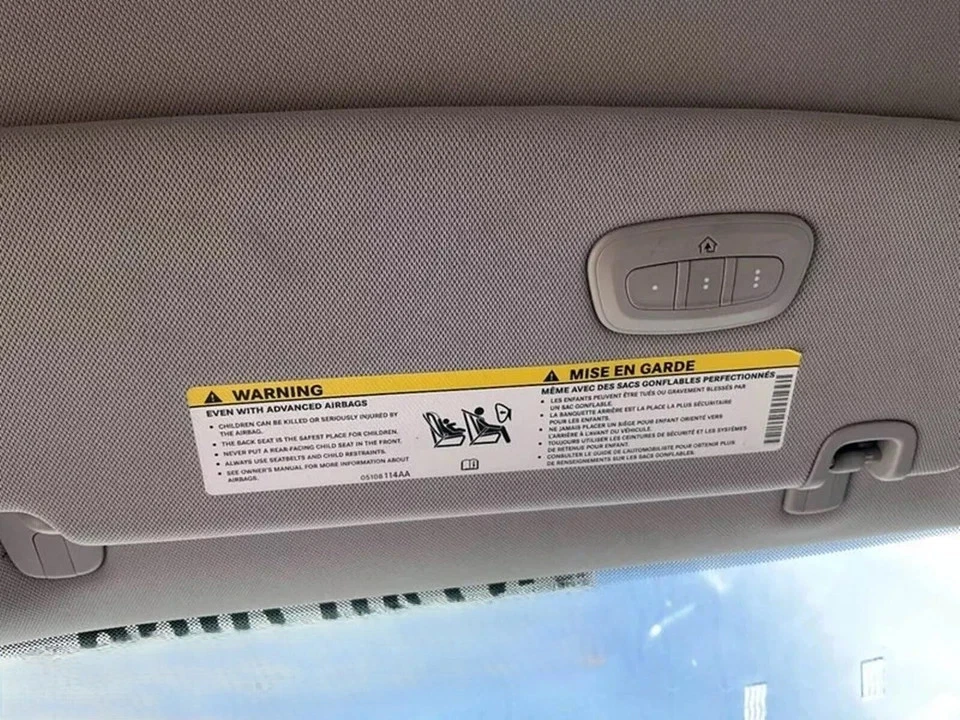 WARNING
EVEN WITH ADVANCED AIRBAGS
• CHILDREN CAN BE KILLED OR SERIOUSLY INJURED BY
THE AIRBAG.
• THE BACK SEAT IS THE SAFEST PLACE FOR CHILDREN.
• NEVER PUT A REAR-FACING CHILD SEAT IN THE FRONT.
• ALWAYS USE SEATBELTS AND CHILD RESTRAINTS.
• SEE OWNER'S MANUAL FOR MORE INFORMATION ABOUT
AIRBAGS.
05108114AA
MISE EN GARDE
MÊME AVEC DES SACS GONFLABLES PERFECTIONNÉS
• LES ENFANTS PEUVENT ÊTRE TUÉS OU GRAVEMENT BLESSÉS PAR
UN SAC GONFLABLE.
• LA BANQUETTE ARRIÈRE EST LA PLACE LA PLUS SÉCURITAIRE
POUR LES ENFANTS.
• NE JAMAIS PLACER UN SIÈGE POUR ENFANT ORIENTÉ VERS
L'ARRIÈRE À L'AVANT DU VÉHICULE.
• TOUJOURS UTILISER LES CEINTURES DE SÉCURITÉ ET LES SYSTÈMES
DE RETENUE POUR ENFANT.
• CONSULTER LE GUIDE DE L'AUTOMOBILISTE POUR OBTENIR PLUS
DE RENSEIGNEMENTS SUR LES SACS GONFLABLES.